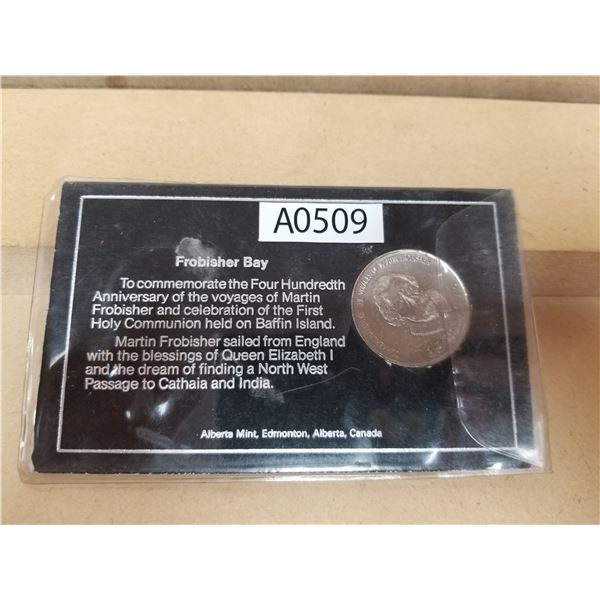 A0509
Frobisher Bay
To commemorate the Four Hundredth
Anniversary of the voyages of Martin
Frobisher and celebration of the First
Holy Communion held on Baffin Island.
Martin Frobisher sailed from England
with the blessings of Queen Elizabeth I
and the dream of finding a North West
Passage to Cathaia and India.
Alberta Mint, Edmonton, Alberta, Canada